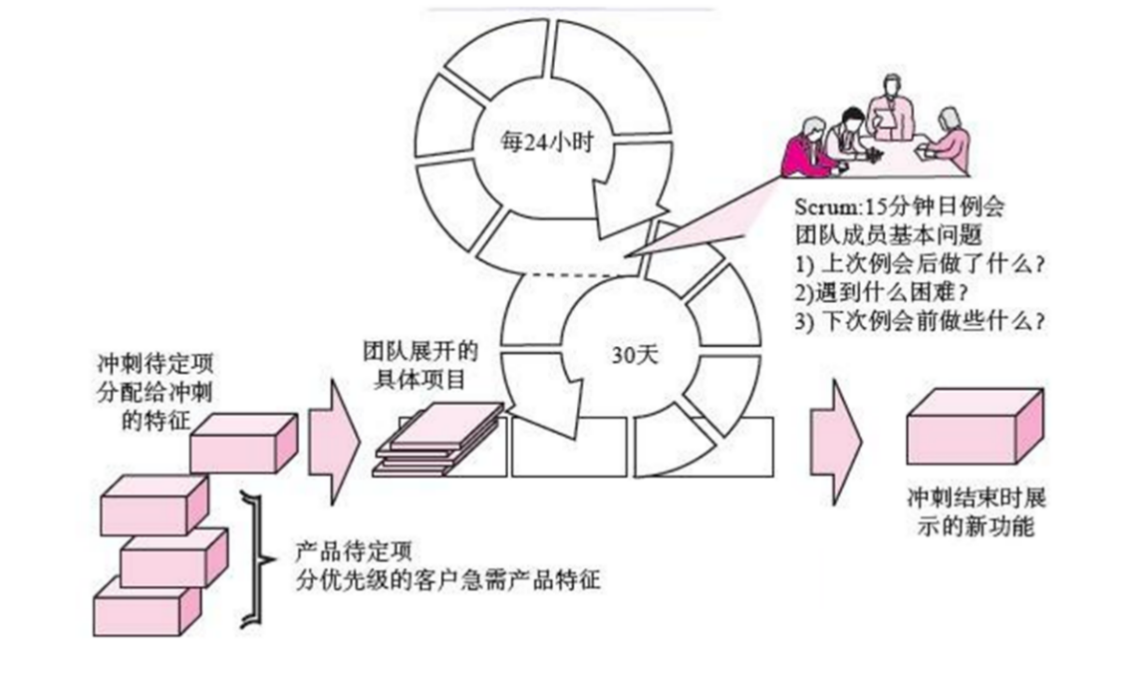 每24小时
Scrum:15分钟日例会
团队成员基本问题
1) 上次例会后做了什么?
2)遇到什么困难?
3) 下次例会前做些什么?
30天
团队展开的
具体项目
冲刺待定项
分配给冲刺
的特征
冲刺结束时展
示的新功能
产品待定项
分优先级的客户急需产品特征